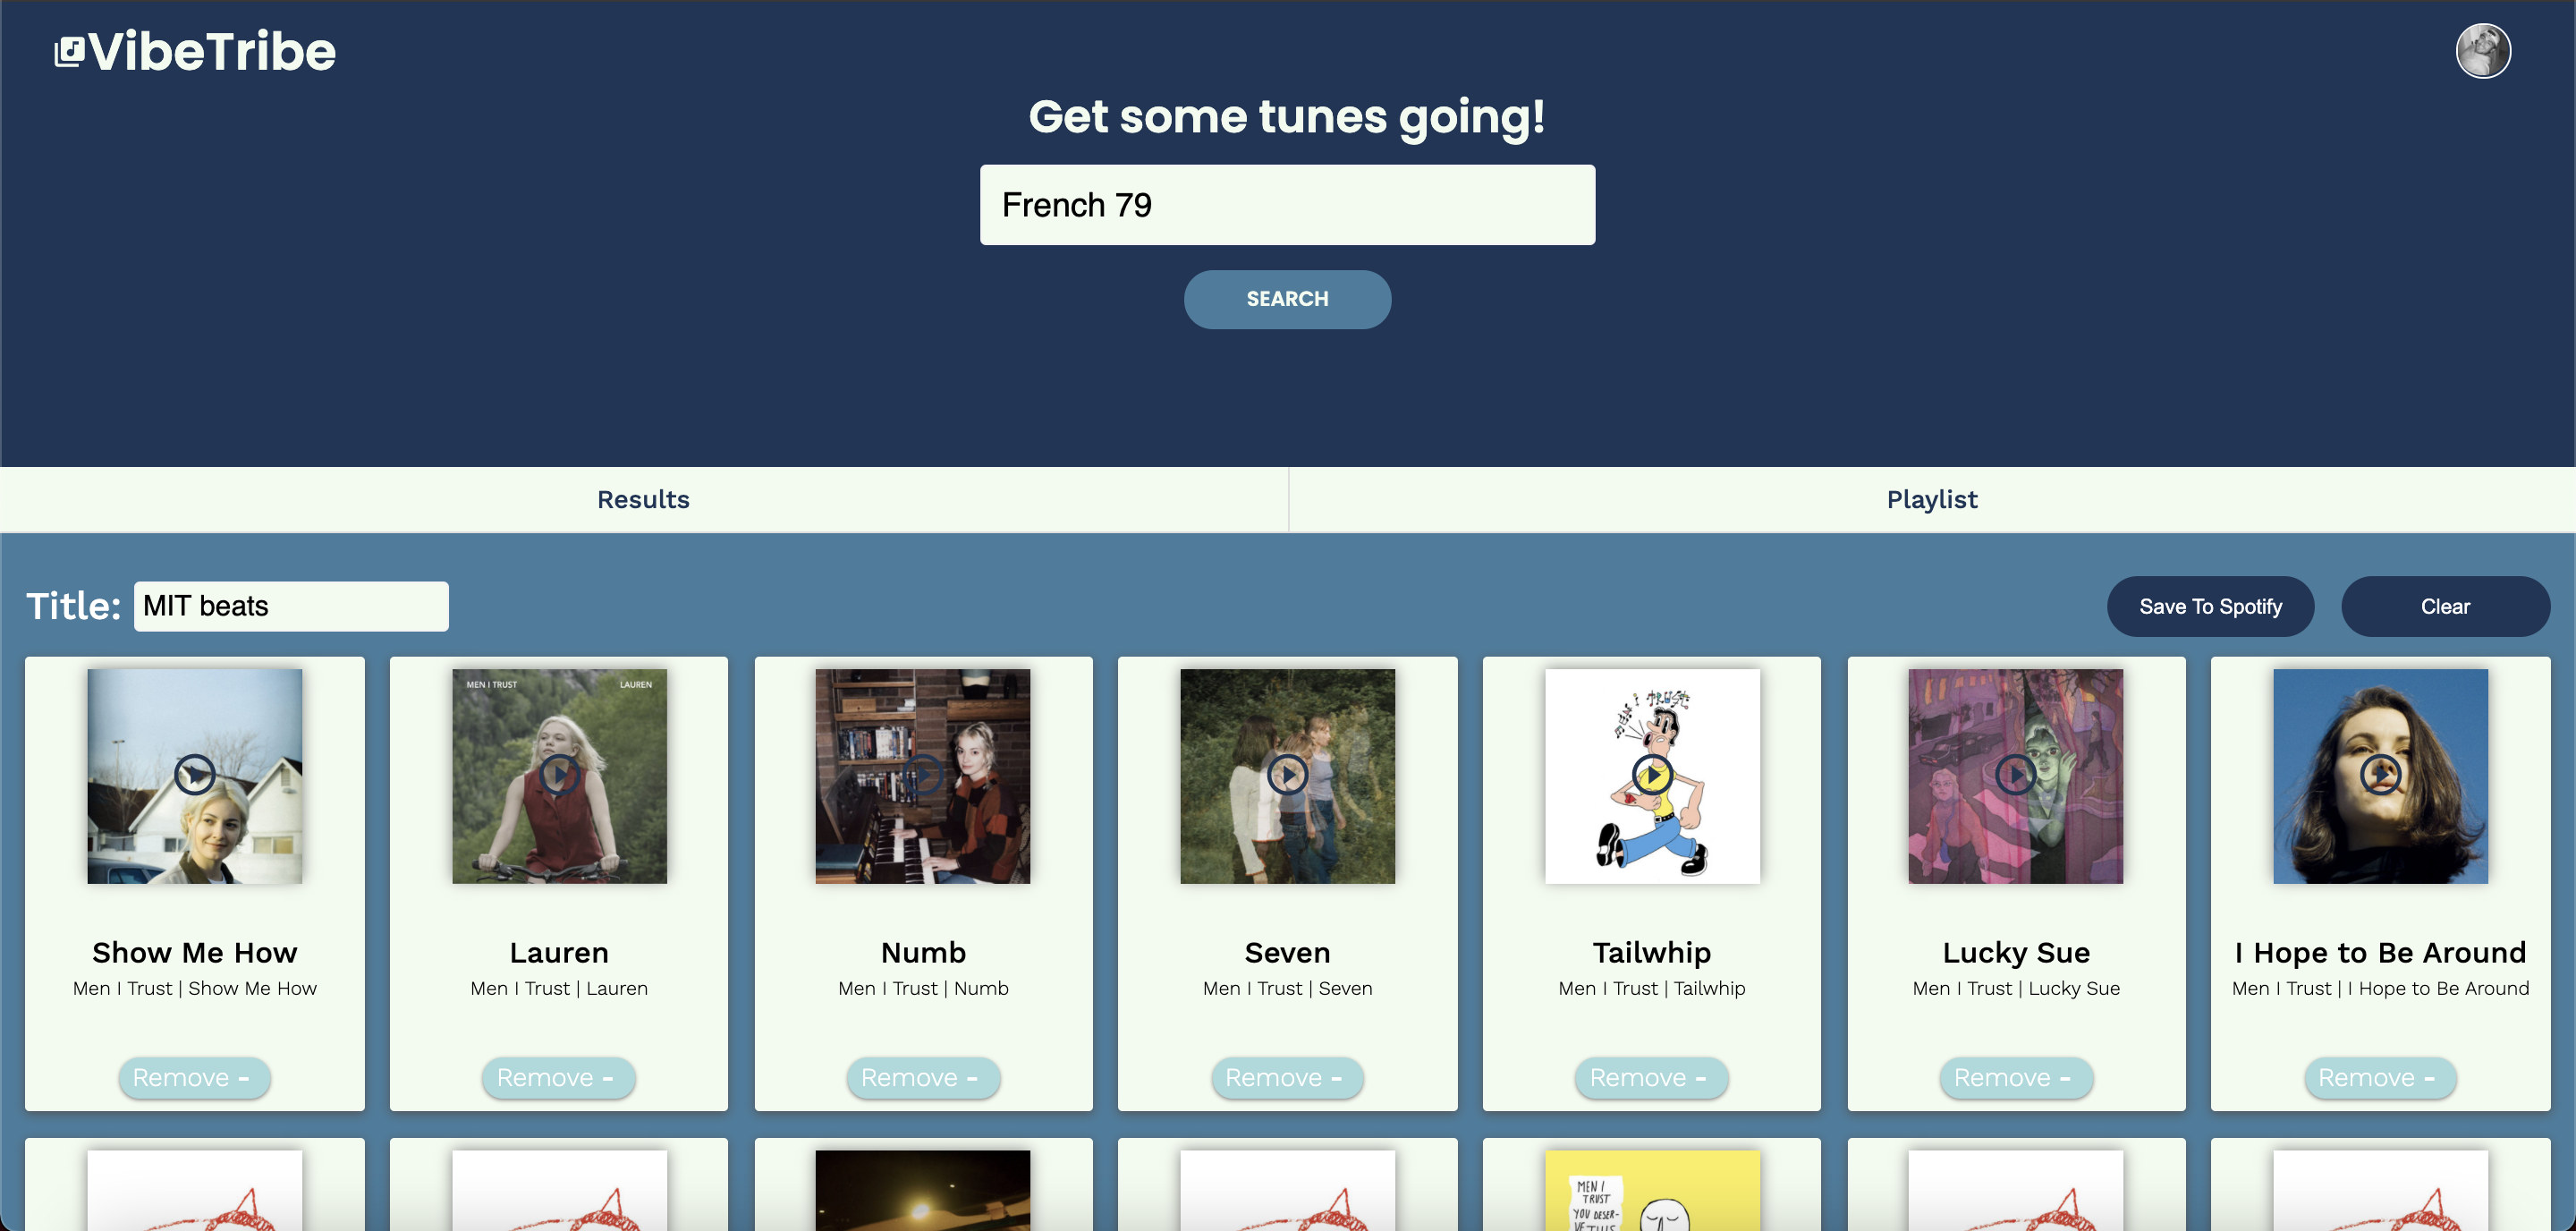 VibeTribe
Get some tunes going!
French 79
SEARCH
Results
Playlist
Title:
MIT beats
Save To Spotify
Clear
MEN I TRUST
LAUREN
MEN I TRUST
Show Me How
Men I Trust | Show Me How
Remove -
Lauren
Men I Trust | Lauren
Remove -
Numb
Men I Trust | Numb
Remove -
Seven
Men I Trust | Seven
Remove -
Tailwhip
Men I Trust | Tailwhip
Remove -
Lucky Sue
Men I Trust | Lucky Sue
Remove -
I Hope to Be Around
Men I Trust | I Hope to Be Around
Remove -
MEN I
TRUST
YOU DESER-
VE THIS